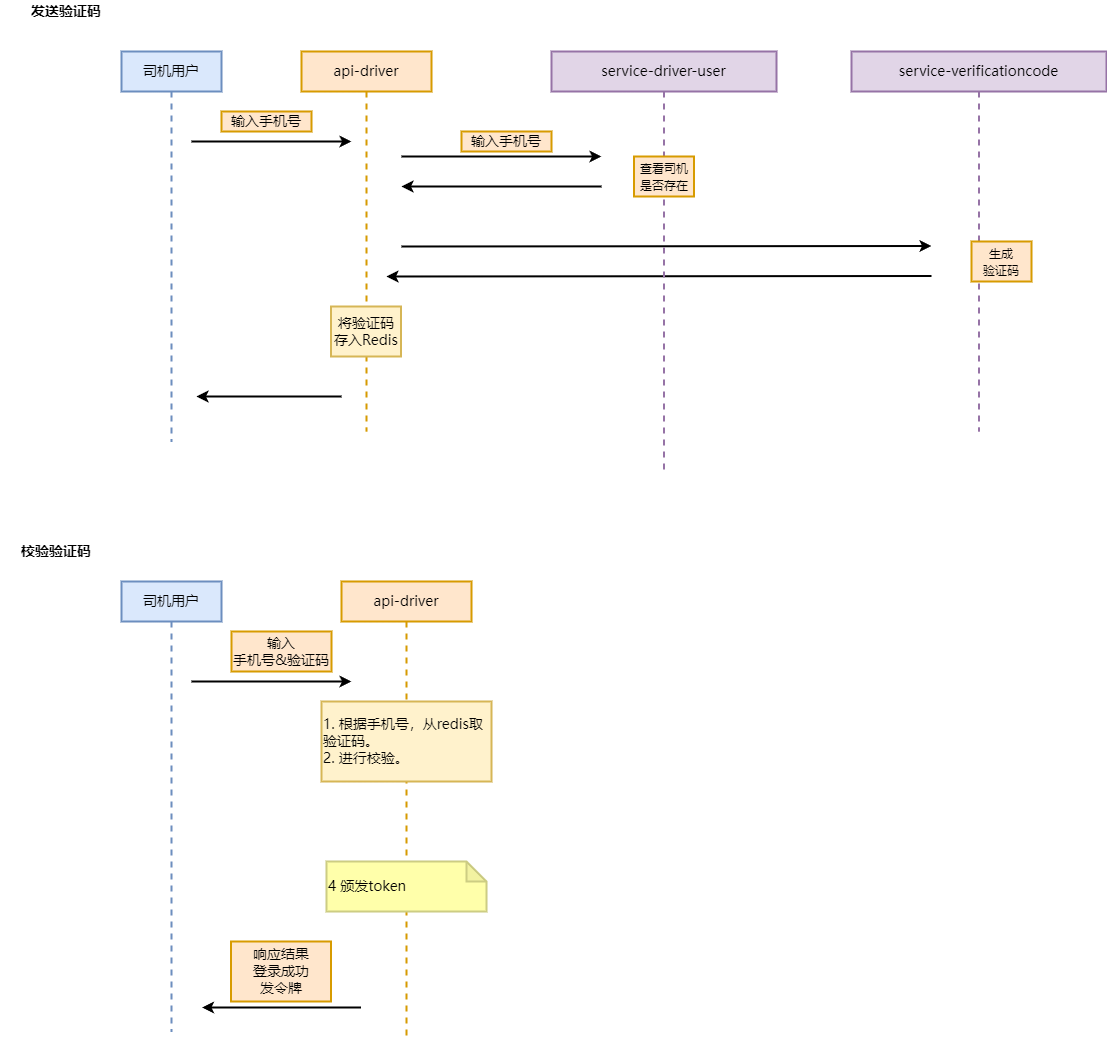 发送验证码
司机用户
api-driver
service-driver-user
service-verificationcode
输入手机号
输入手机号
查看司机
是否存在
生成
验证码
将验证码
存入Redis
校验验证码
司机用户
api-driver
输入
手机号&验证码
1. 根据手机号，从redis取
验证码。
2. 进行校验。
4 颁发token
响应结果
登录成功
发令牌